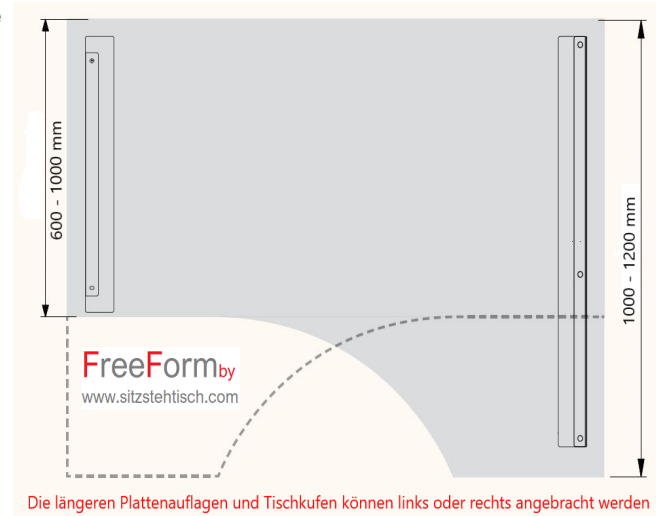 e
600 - 1000 mm
1000 - 1200 mm
FreeFormby
www.sitzstehtisch.com
Die längeren Plattenauflagen und Tischkufen können links oder rechts angebracht werden